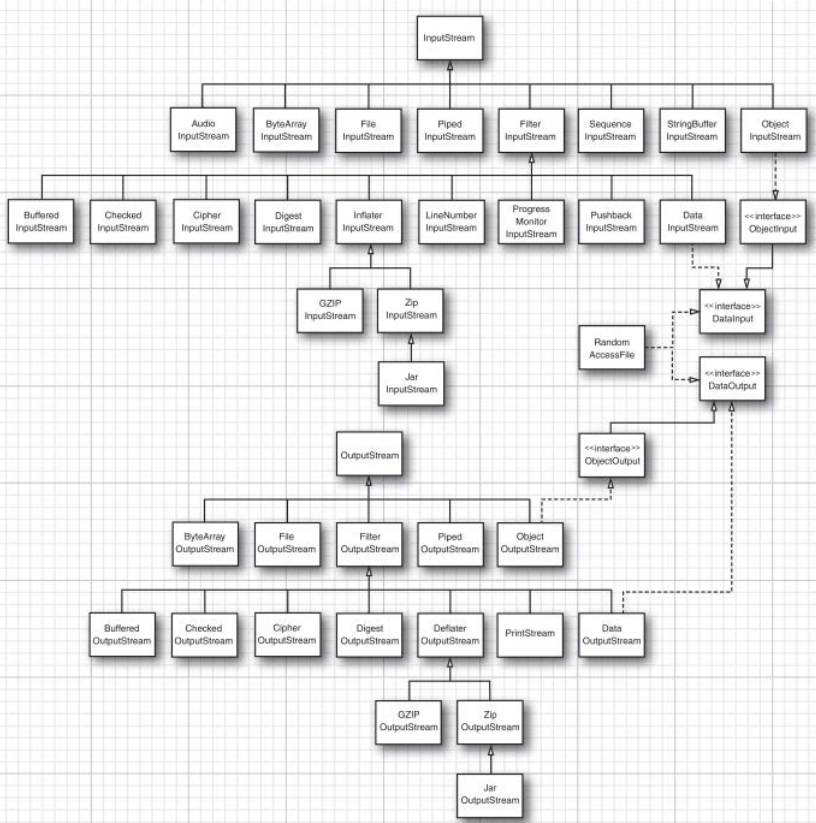 InputStream
Audio
InputStream
ByteArray
InputStream
File
InputStream
Piped
InputStream
Filter
InputStream
Sequence
InputStream
StringBuffer
InputStream
Object
InputStream
Buffered
InputStream
Checked
InputStream
Cipher
InputStream
Digest
InputStream
Inflater
InputStream
LineNumber
InputStream
Progress
Monitor
InputStream
Pushback
InputStream
Data
InputStream
<<interface>>
ObjectInput
GZIP
InputStream
Zip
InputStream
<<interface>>
DataInput
Random
AccessFile
Jar
InputStream
<<interface>>
DataOutput
OutputStream
<<interface>>
ObjectOutput
ByteArray
OutputStream
File
OutputStream
Filter
OutputStream
Piped
OutputStream
Object
OutputStream
Buffered
OutputStream
Checked
OutputStream
Cipher
OutputStream
Digest
OutputStream
Deflater
OutputStream
PrintStream
Data
OutputStream
GZIP
OutputStream
Zip
OutputStream
Jar
OutputStream